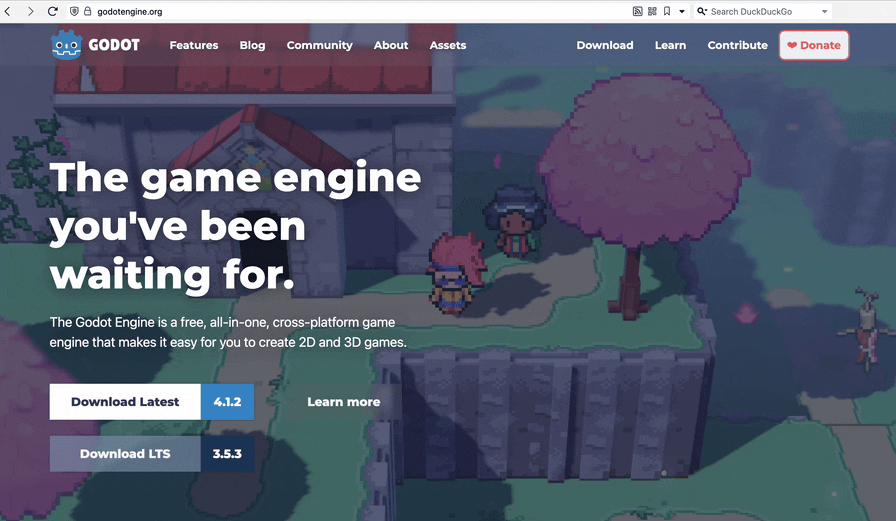 godotengine.org
Search DuckDuckGo
GODOT
Features
Blog
Community
About
Assets
Download
Learn
Contribute
❤ Donate
The game engine
you've been
waiting for.
The Godot Engine is a free, all-in-one, cross-platform game
engine that makes it easy for you to create 2D and 3D games.
Download Latest 4.1.2
Learn more
Download LTS 3.5.3